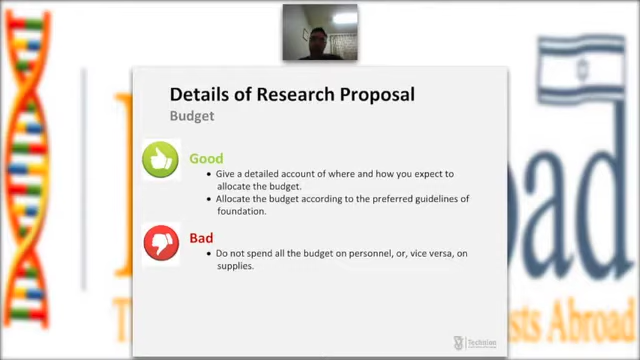 Details of Research Proposal
Budget
Good
• Give a detailed account of where and how you expect to
allocate the budget.
• Allocate the budget according to the preferred guidelines of
foundation.
Bad
• Do not spend all the budget on personnel, or, vice versa, on
supplies.
Technion
sts Abroad